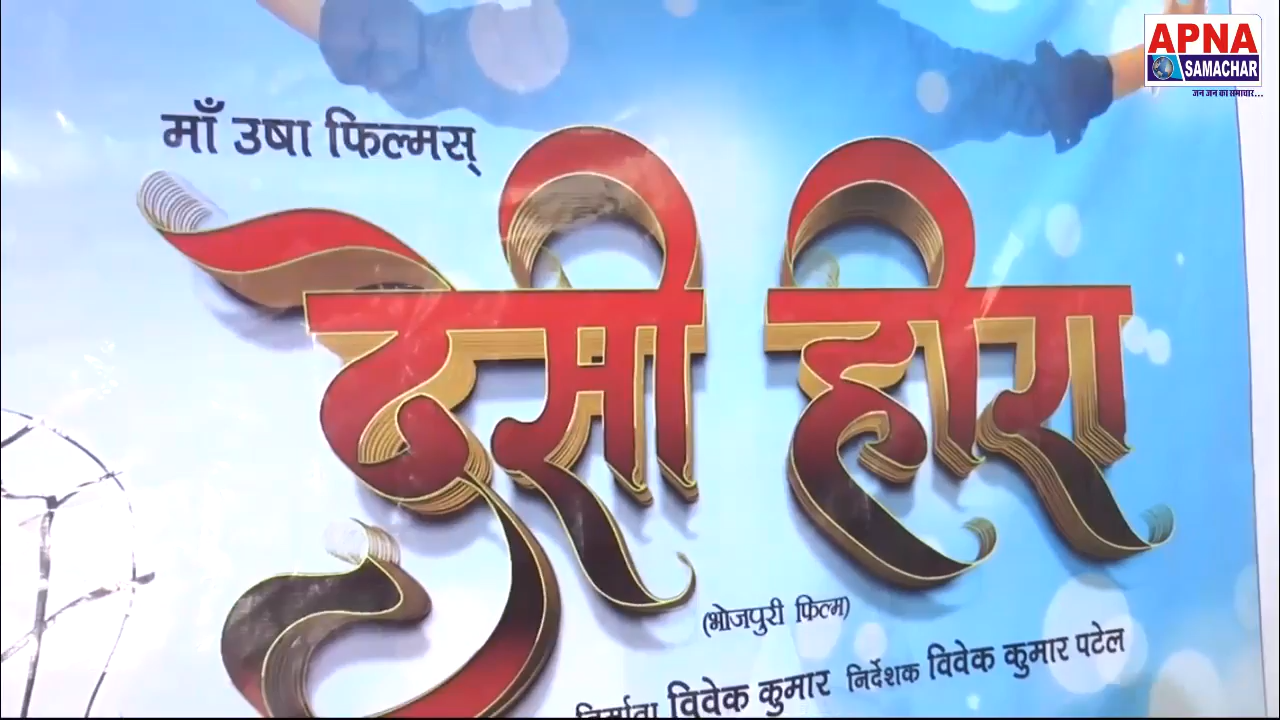 APNA
SAMACHAR
जन जन का समाचार...
माँ उषा फिल्मस्
देसी हीरा
(भोजपुरी फिल्म)
निर्माता विवेक कुमार निर्देशक विवेक कुमार पटेल